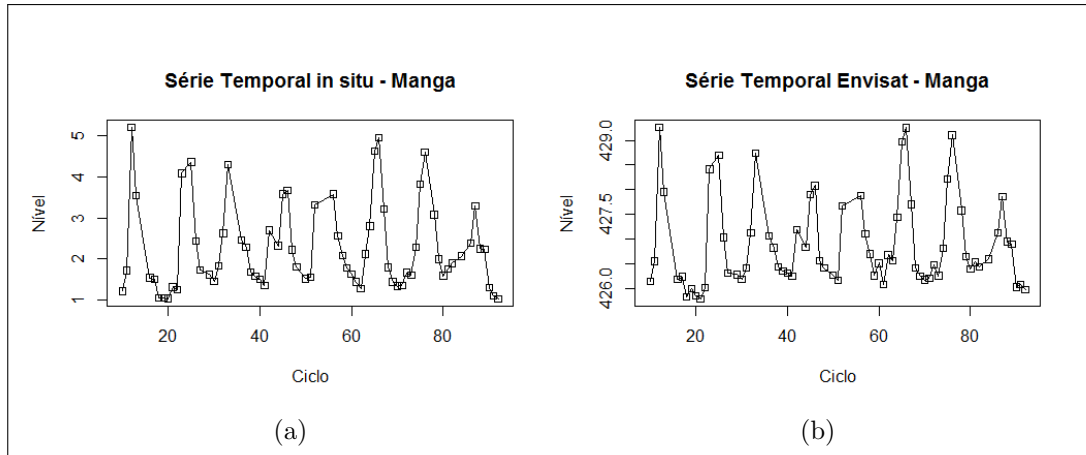 Série Temporal in situ - Manga
Nível
5
4
3
2
1
20
40
60
80
Ciclo
(a)
Série Temporal Envisat - Manga
Nível
429.0
427.5
426.0
20
40
60
80
Ciclo
(b)